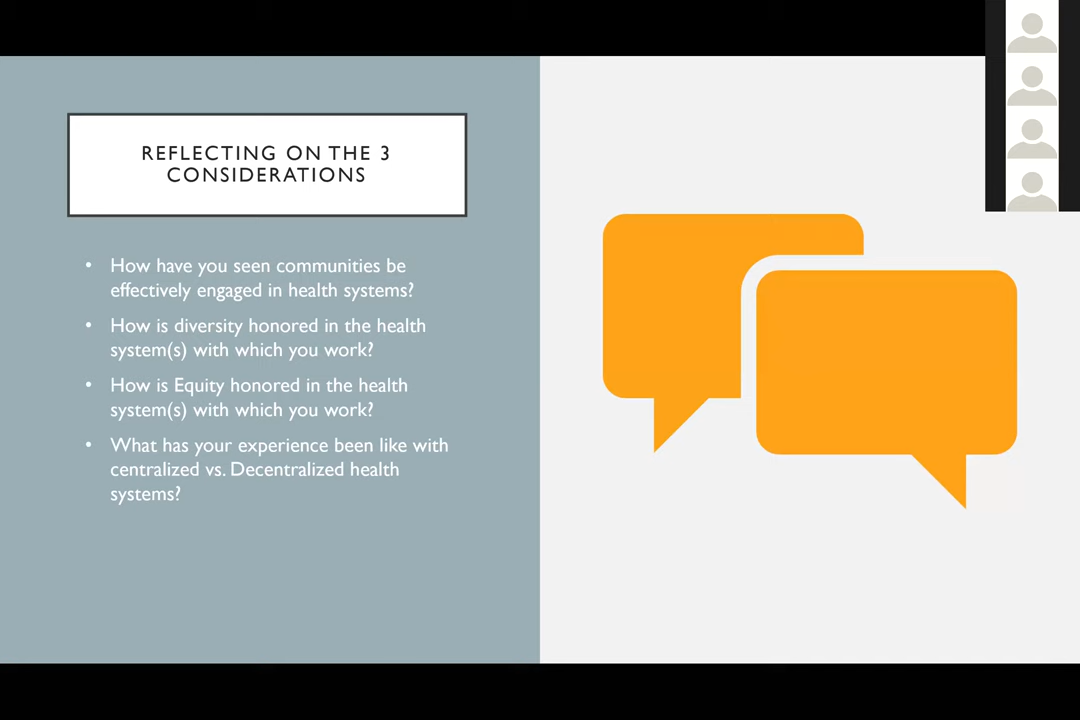 REFLECTING ON THE 3
CONSIDERATIONS
• How have you seen communities be
effectively engaged in health systems?
• How is diversity honored in the health
system(s) with which you work?
• How is Equity honored in the health
system(s) with which you work?
• What has your experience been like with
centralized vs. Decentralized health
systems?